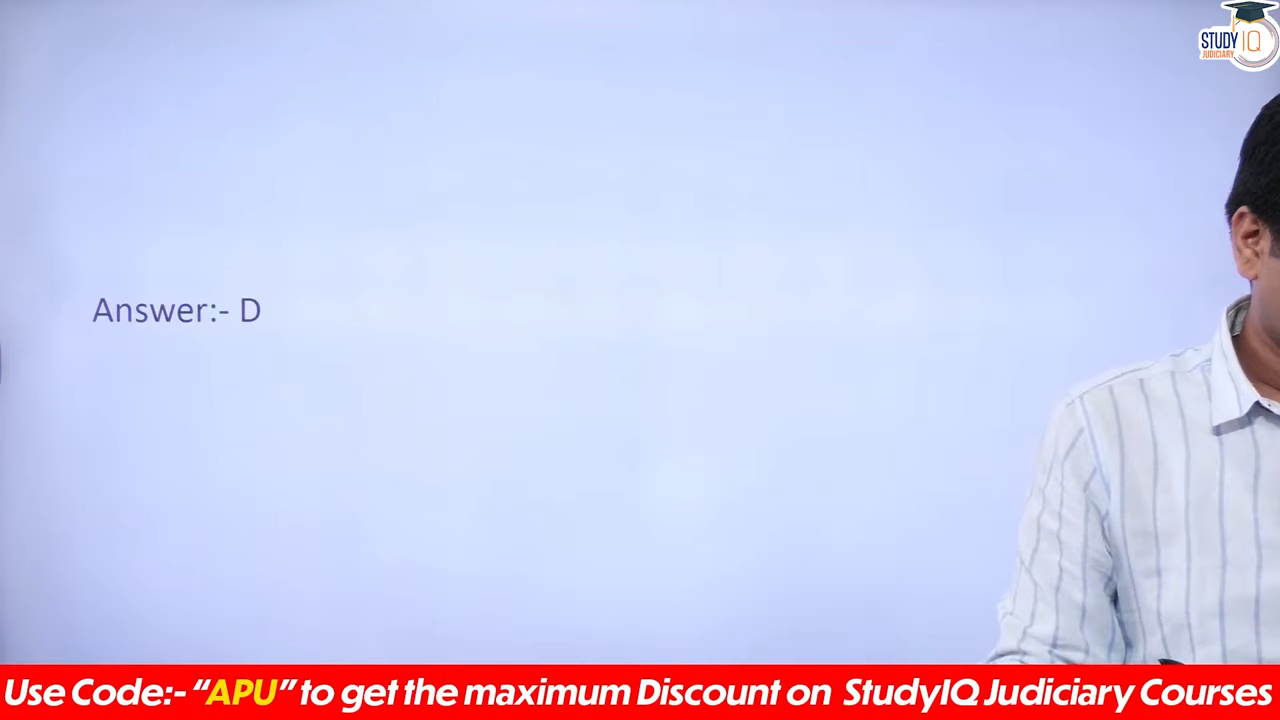 STUDY IQ
JUDICIARY
Answer:- D
Use Code:- “APU” to get the maximum Discount on StudyIQ Judiciary Courses